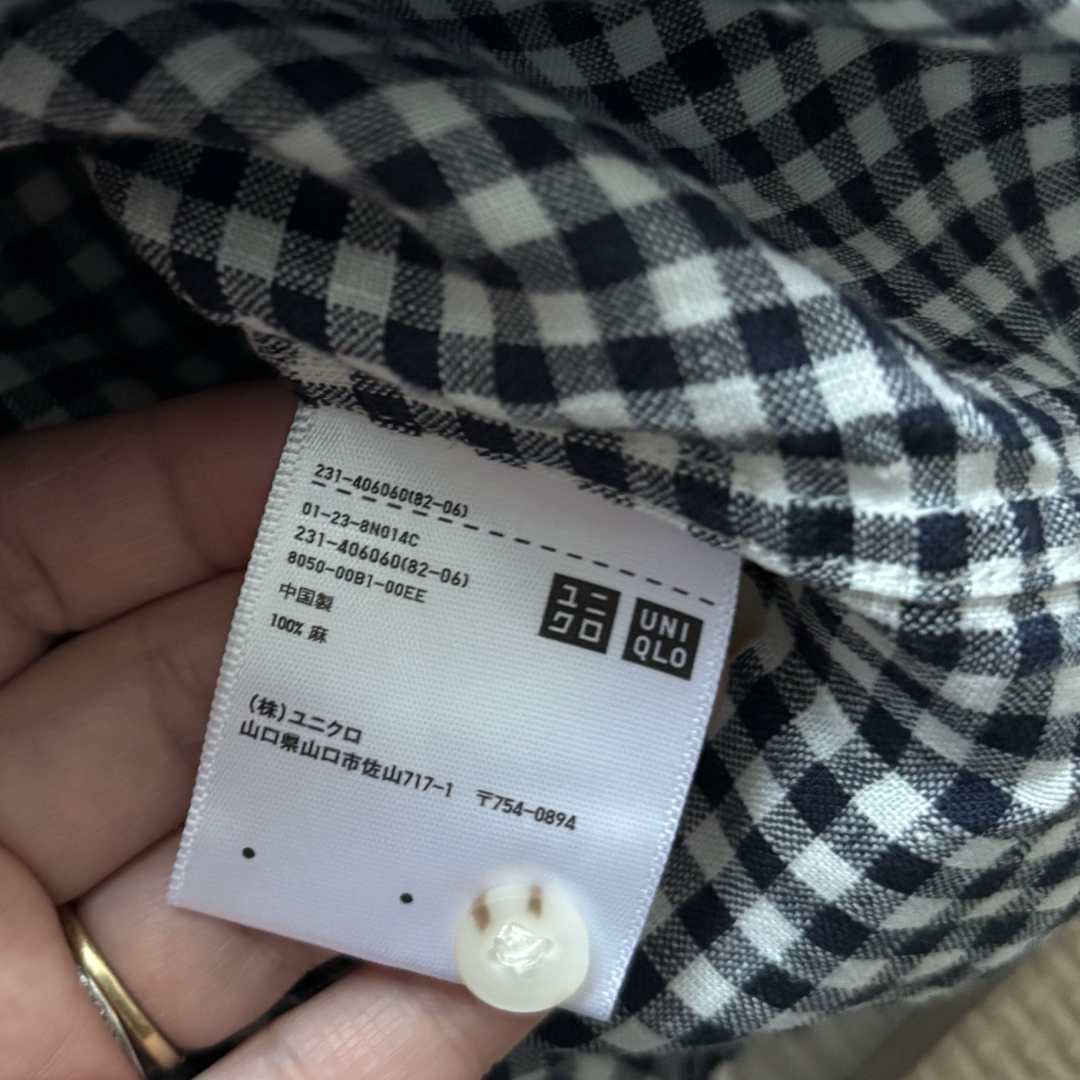 231-406060(82-06)
01-23-8N014C
231-406060(82-06)
8050-00B1-00EE
中国製
100% 麻
ユニ
クロ
UNI
QLO
(株)ユニクロ
山口県山口市佐山717-1 〒754-0894